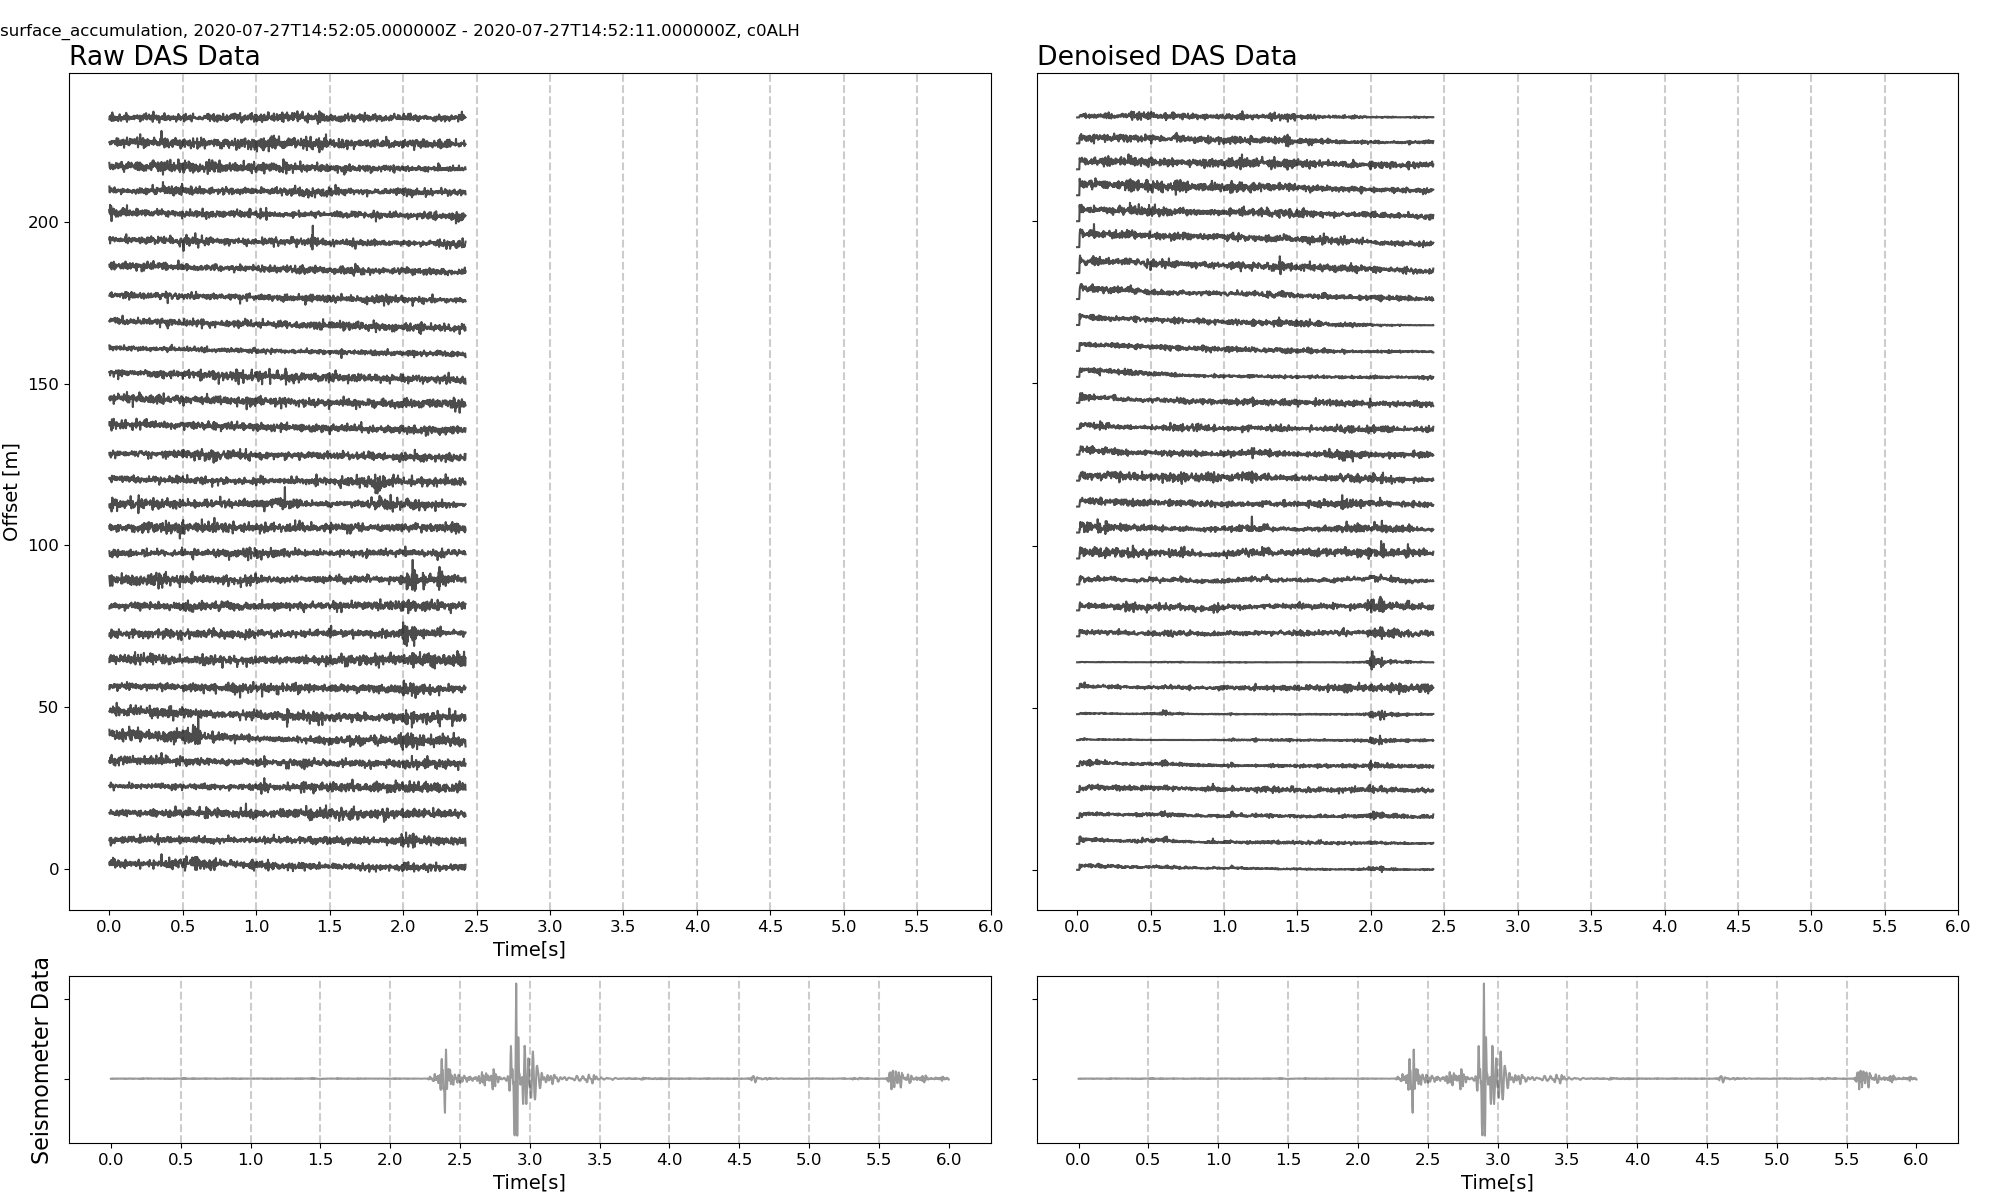 surface_accumulation, 2020-07-27T14:52:05.000000Z - 2020-07-27T14:52:11.000000Z, c0ALH
Raw DAS Data
Denoised DAS Data
Offset [m]
200
150
100
50
0
0.0 0.5 1.0 1.5 2.0 2.5 3.0 3.5 4.0 4.5 5.0 5.5 6.0
Time[s]
0.0 0.5 1.0 1.5 2.0 2.5 3.0 3.5 4.0 4.5 5.0 5.5 6.0
Seismometer Data
0.0 0.5 1.0 1.5 2.0 2.5 3.0 3.5 4.0 4.5 5.0 5.5 6.0
Time[s]
0.0 0.5 1.0 1.5 2.0 2.5 3.0 3.5 4.0 4.5 5.0 5.5 6.0
Time[s]